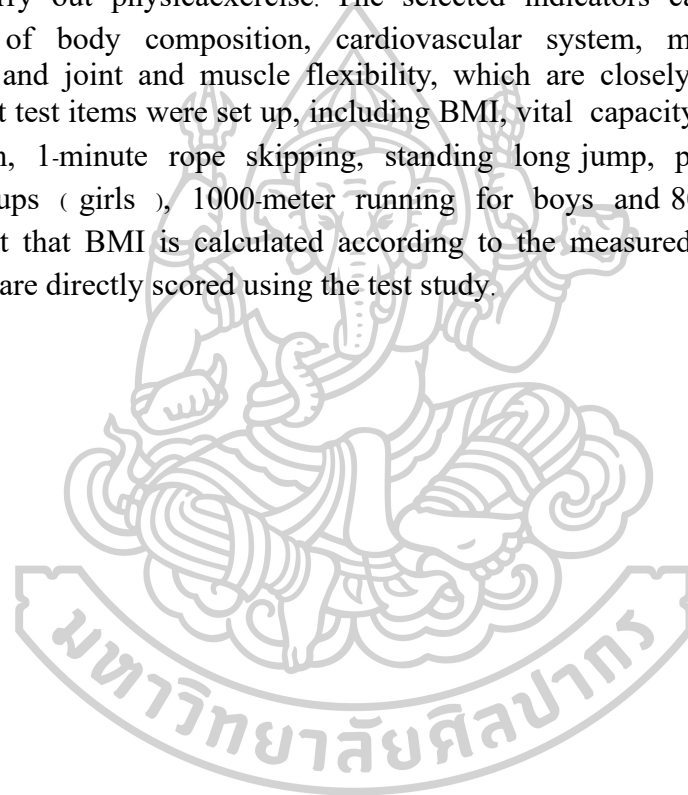 rry out physicaexercise. The selected indicators ca
of body composition, cardiovascular system, m
and joint and muscle flexibility, which are closely
t test items were set up, including BMI, vital capacity
n, 1-minute rope skipping, standing long jump, p
ups ( girls ), 1000-meter running for boys and 80
t that BMI is calculated according to the measured
are directly scored using the test study.
มหาวิทยาลัยศิลปากร